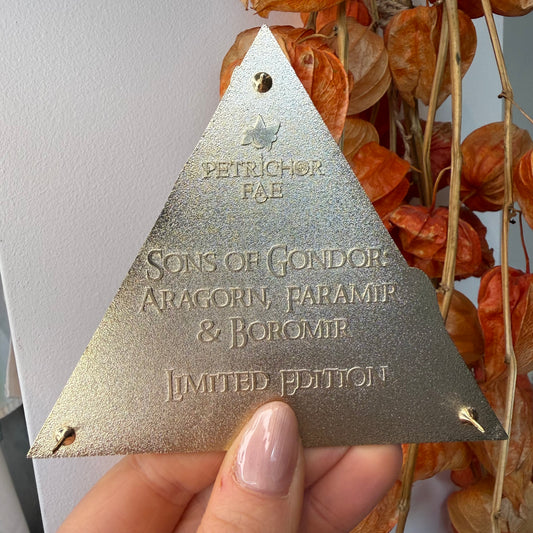 PETRICHOR
FAE
SONS OF GONDOR:
ARAGORN, FARAMIR
& BOROMIR
LIMITED EDITION